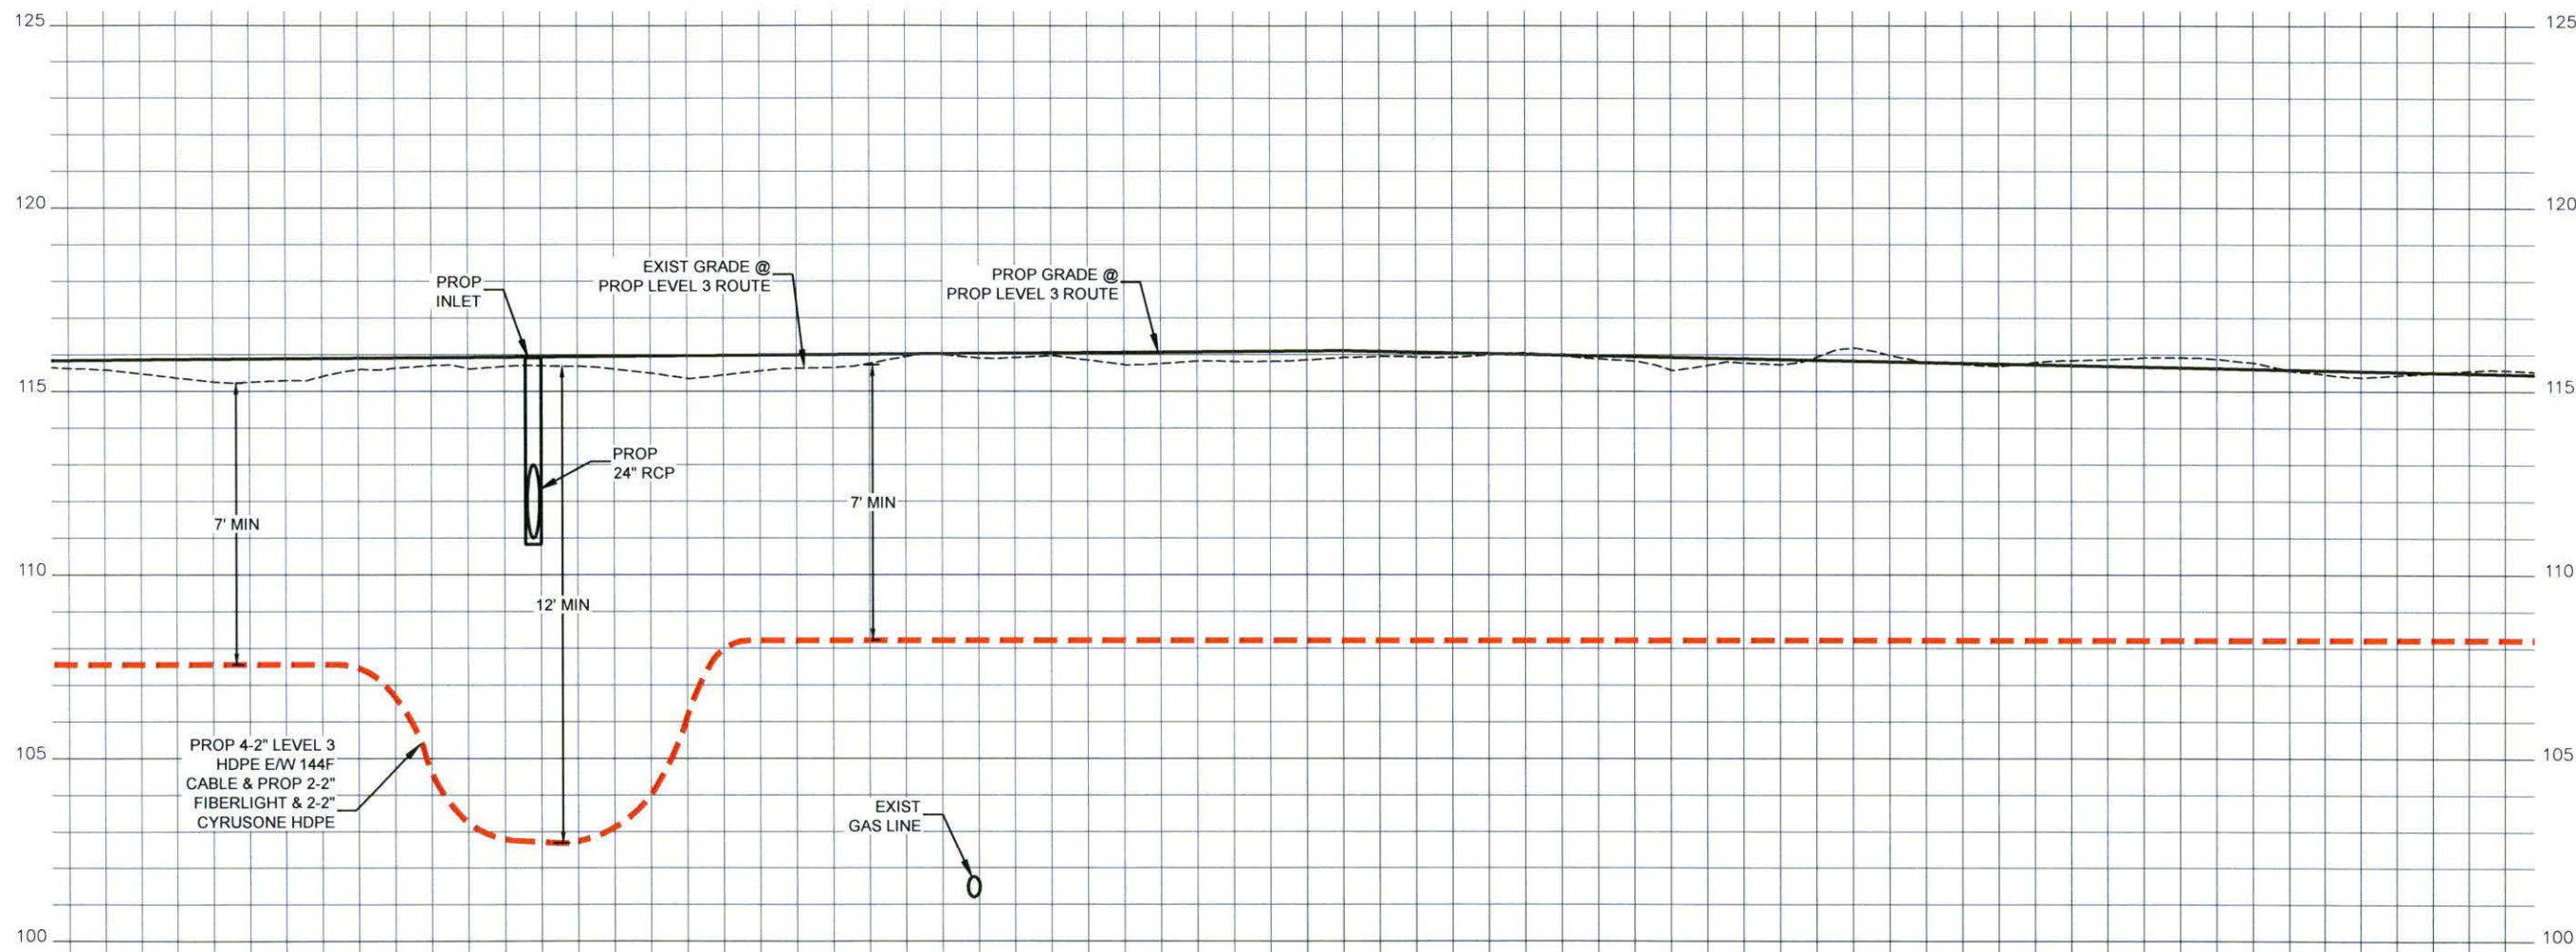 125
125
120
120
EXIST GRADE @
PROP LEVEL 3 ROUTE
PROP GRADE @
PROP LEVEL 3 ROUTE
PROP
INLET
115
115
PROP
24" RCP
7' MIN
7' MIN
110
110
12' MIN
PROP 4-2" LEVEL 3
HDPE E/W 144F
CABLE & PROP 2-2"
FIBERLIGHT & 2-2"
CYRUSONE HDPE
105
105
EXIST
GAS LINE
100
100